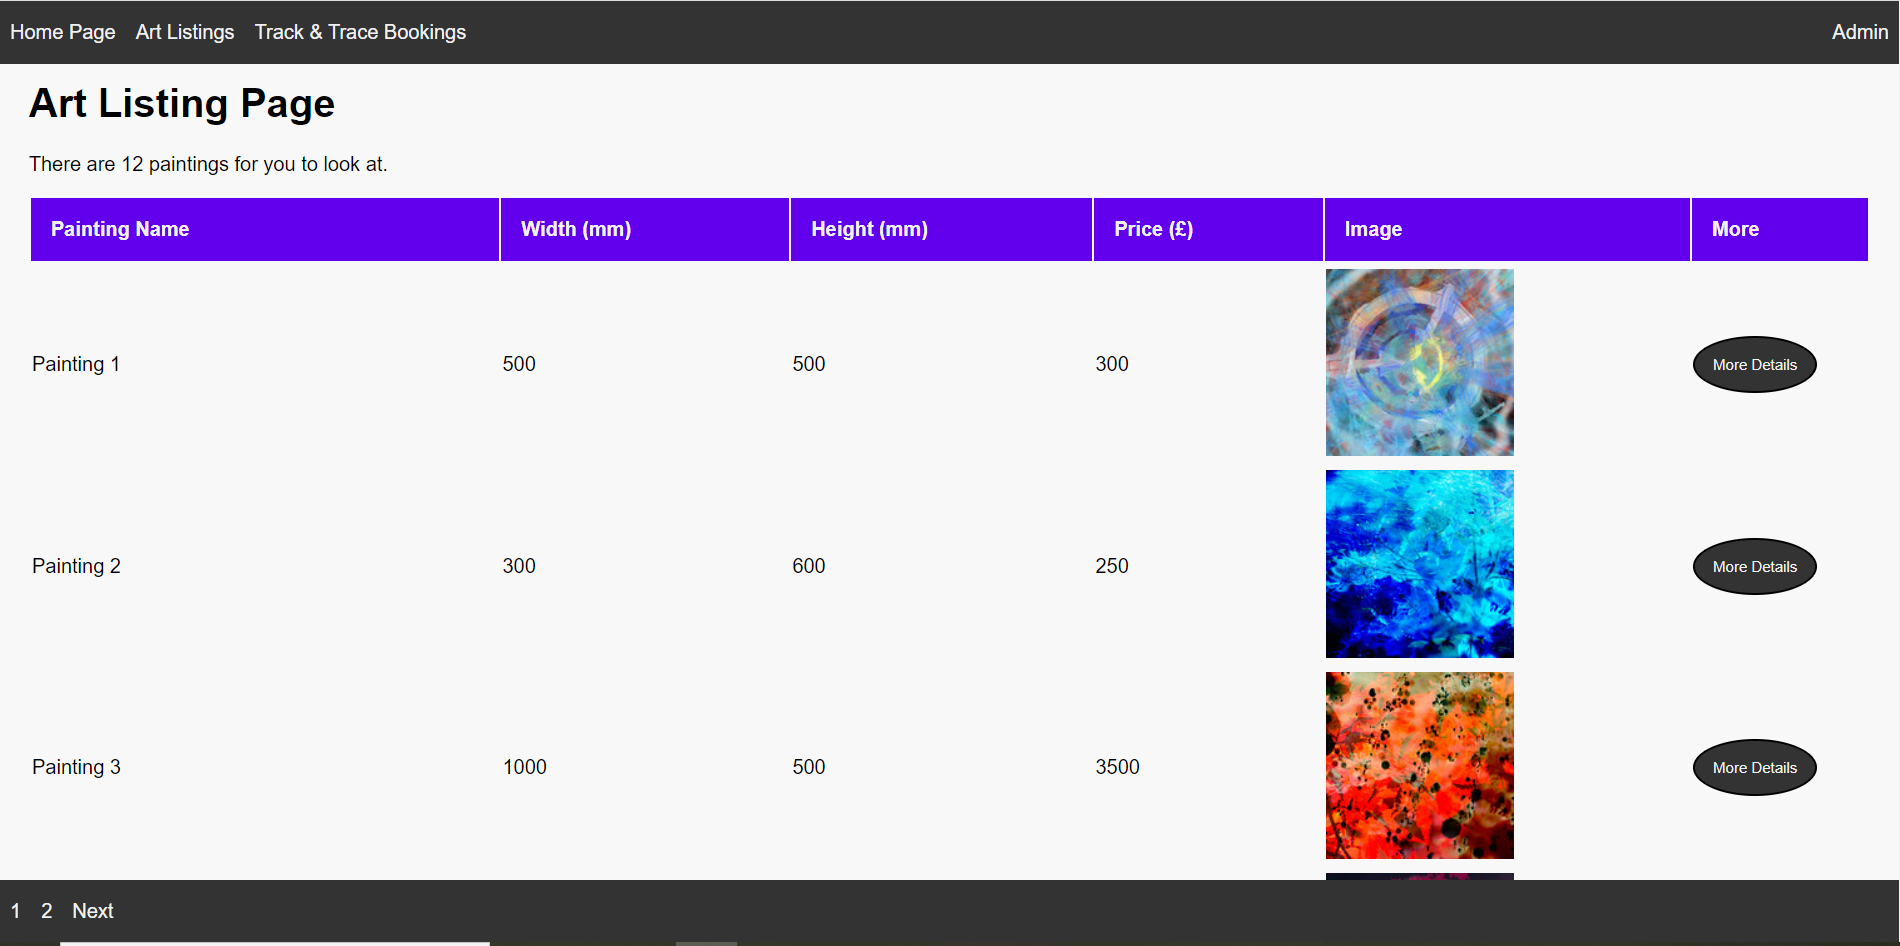 Home Page Art Listings Track & Trace Bookings Admin
Art Listing Page
There are 12 paintings for you to look at.
Painting Name Width (mm) Height (mm) Price (£) Image More
Painting 1 500 500 300 More Details
Painting 2 300 600 250 More Details
Painting 3 1000 500 3500 More Details
1 2 Next